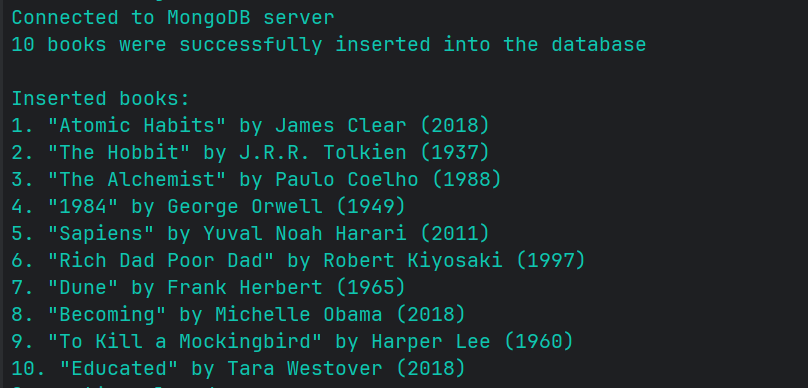 Connected to MongoDB server
10 books were successfully inserted into the database
Inserted books:
1. "Atomic Habits" by James Clear (2018)
2. "The Hobbit" by J.R.R. Tolkien (1937)
3. "The Alchemist" by Paulo Coelho (1988)
4. "1984" by George Orwell (1949)
5. "Sapiens" by Yuval Noah Harari (2011)
6. "Rich Dad Poor Dad" by Robert Kiyosaki (1997)
7. "Dune" by Frank Herbert (1965)
8. "Becoming" by Michelle Obama (2018)
9. "To Kill a Mockingbird" by Harper Lee (1960)
10. "Educated" by Tara Westover (2018)